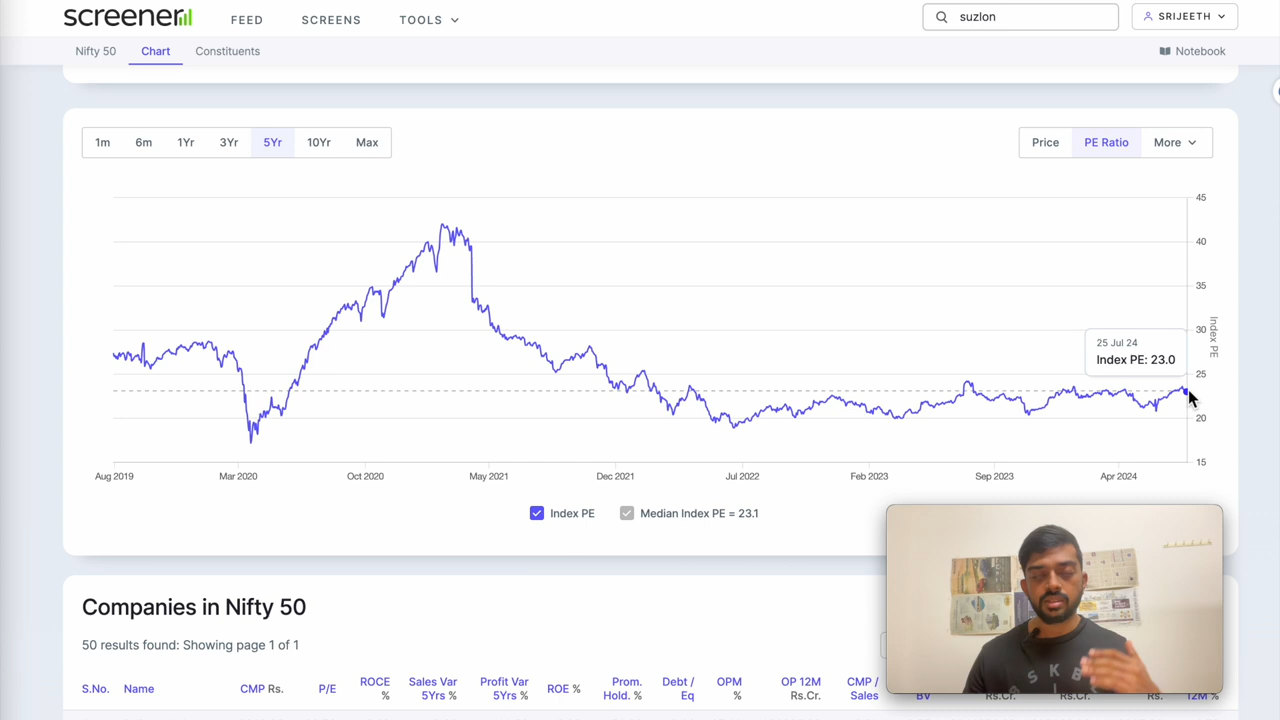 screener
FEED
SCREENS
TOOLS
suzlon
SRIJEETH
Nifty 50
Chart
Constituents
Notebook
1m
6m
1Yr
3Yr
5Yr
10Yr
Max
Price
PE Ratio
More
45
40
35
30
25
20
15
Index PE
25 Jul 24
Index PE: 23.0
Aug 2019
Mar 2020
Oct 2020
May 2021
Dec 2021
Jul 2022
Feb 2023
Sep 2023
Apr 2024
Index PE
Median Index PE = 23.1
Companies in Nifty 50
50 results found: Showing page 1 of 1
S.No.
Name
CMP Rs.
P/E
ROCE
%
Sales Var
5Yrs %
Profit Var
5Yrs %
ROE %
Prom.
Hold. %
Debt /
Eq
OPM
%
OP 12M
Rs.Cr.
CMP /
Sales
BV
Rs.Cr.
Rs.
12M %
S K B